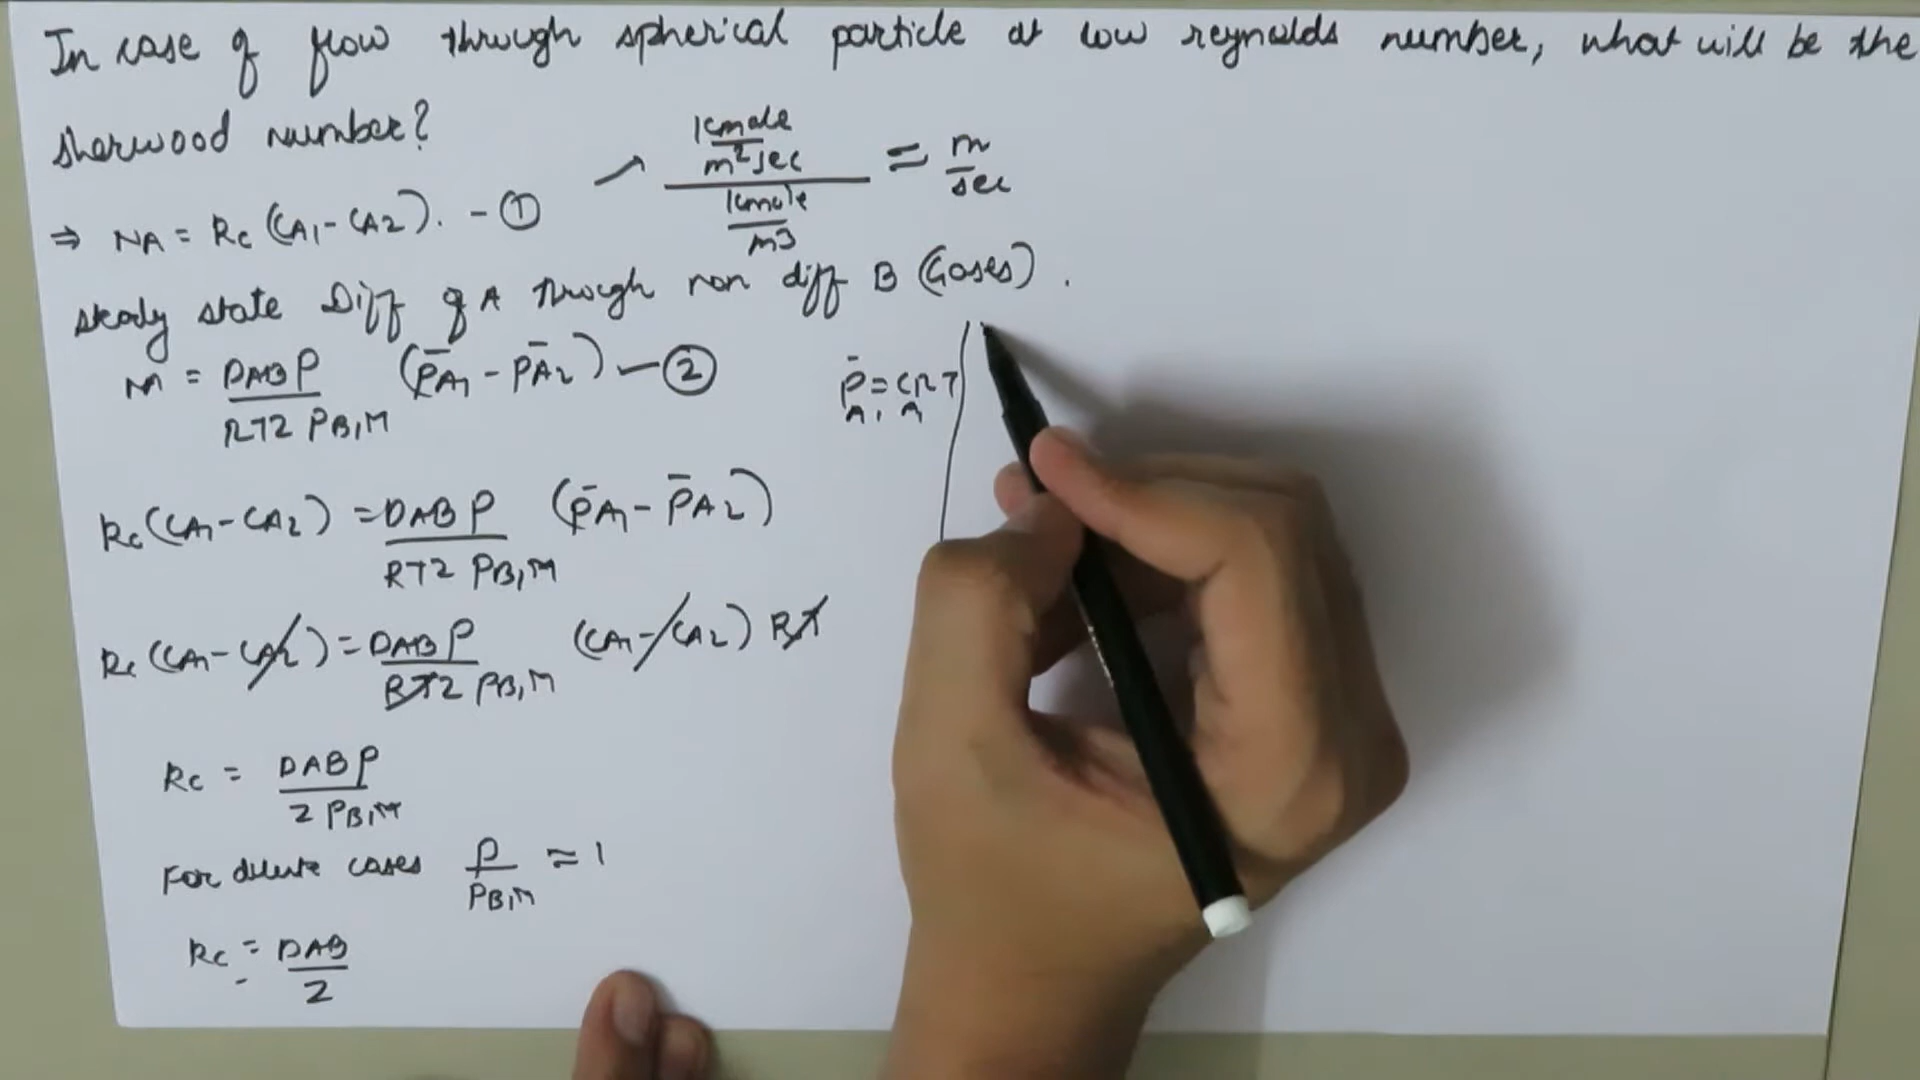 In case of flow through spherical particle at low reynolds number, what will be the
sherwood number?
⇒ NA = kc (CA1 - CA2). - ①
kmole/m²sec / kmole/m3 = m/sec
steady state Diff of A through non diff B (Gases).
NA = DAB P / RTz PB,M (p̄A1 - p̄A2) - ②
p̄A = CA RT
kc (CA1 - CA2) = DAB P / RTz PB,M (p̄A1 - p̄A2)
kc (CA1 - CA2) = DAB P / RTz PB,M (CA1 - CA2) RT
kc = DAB P / z PB,M
For dilute cases P / PB,M ≈ 1
kc = DAB / z